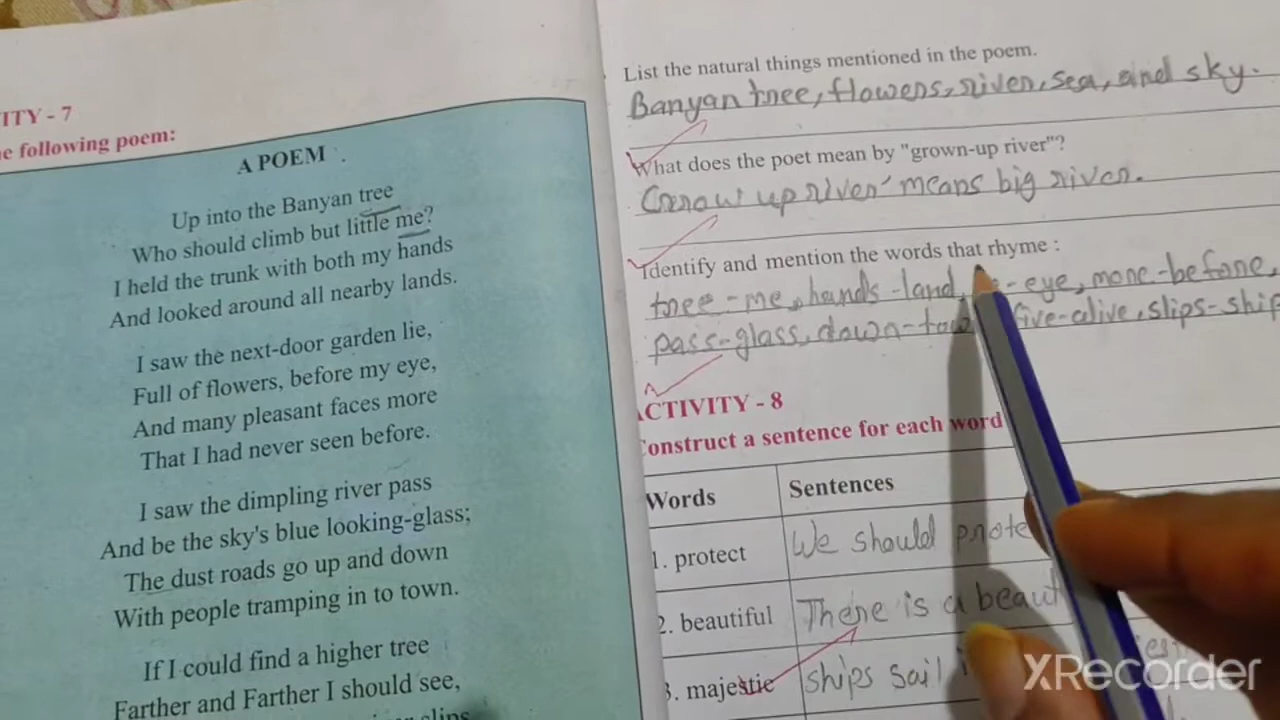 ITY - 7
e following poem:
A POEM
Up into the Banyan tree
Who should climb but little me?
I held the trunk with both my hands
And looked around all nearby lands.
I saw the next-door garden lie,
Full of flowers, before my eye,
And many pleasant faces more
That I had never seen before.
I saw the dimpling river pass
And be the sky's blue looking-glass;
The dust roads go up and down
With people tramping in to town.
If I could find a higher tree
Farther and Farther I should see,
slips
List the natural things mentioned in the poem.
Banyan tree, flowers, river, sea, and sky.
What does the poet mean by "grown-up river"?
Grow up river' means big river.
Identify and mention the words that rhyme :
tree-me, hands-land, eye, more-before,
pass-glass, down-tow five-alive, slips-ship
CTIVITY - 8
onstruct a sentence for each word
Words Sentences
1. protect We should prote
2. beautiful There is a beaut
3. majestic ships sail i
XRecorder